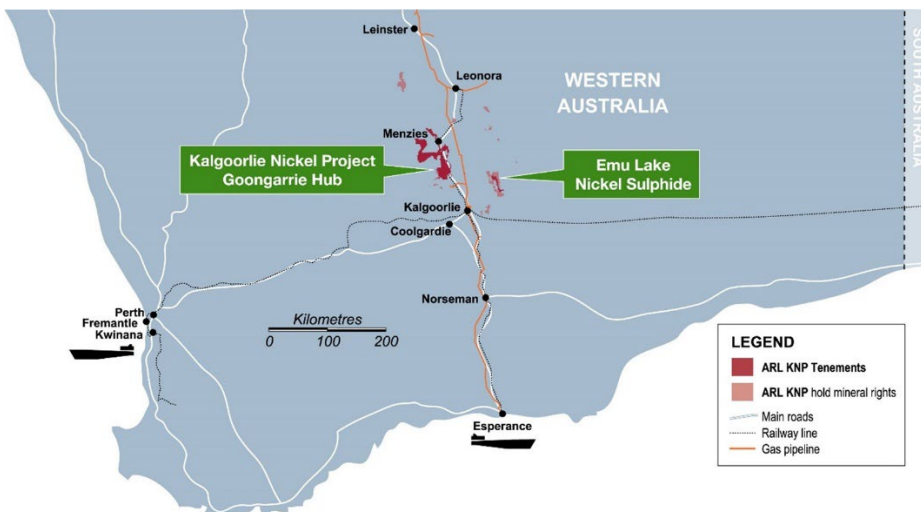 Leinster
Leonora
WESTERN
AUSTRALIA
SOUTH AUSTRALIA
Menzies
Kalgoorlie Nickel Project
Goongarrie Hub
Emu Lake
Nickel Sulphide
Kalgoorlie
Coolgardie
Norseman
Perth
Fremantle
Kwinana
Kilometres
0 100 200
Esperance
LEGEND
ARL KNP Tenements
ARL KNP hold mineral rights
Main roads
Railway line
Gas pipeline